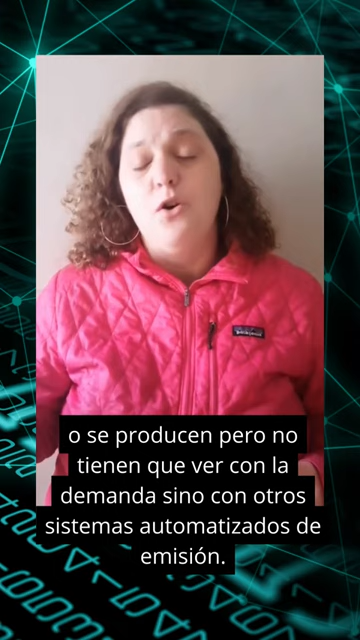 o se producen pero no
tienen que ver con la
demanda sino con otros
sistemas automatizados de
emisión.